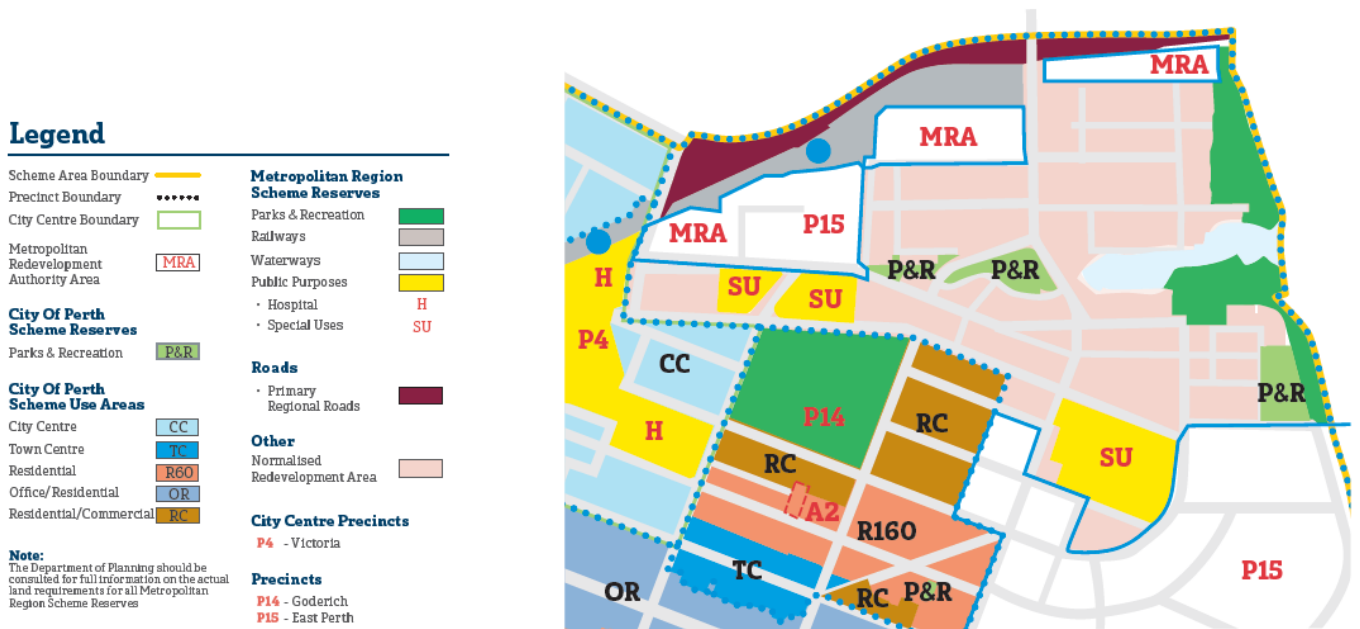 Legend
Scheme Area Boundary
Precinct Boundary
City Centre Boundary
Metropolitan
Redevelopment
Authority Area
MRA
City Of Perth
Scheme Reserves
Parks & Recreation
P&R
City Of Perth
Scheme Use Areas
City Centre
CC
Town Centre
TC
Residential
R60
Office/Residential
OR
Residential/Commercial
RC
Note:
The Department of Planning should be
consulted for full information on the actual
land requirements for all Metropolitan
Region Scheme Reserves
Metropolitan Region
Scheme Reserves
Parks & Recreation
Railways
Waterways
Public Purposes
· Hospital
H
· Special Uses
SU
Roads
· Primary
Regional Roads
Other
Normalised
Redevelopment Area
City Centre Precincts
P4 - Victoria
Precincts
P14 - Goderich
P15 - East Perth
MRA
MRA
MRA
P15
H
SU
SU
P&R
P&R
P4
CC
P14
RC
P&R
H
RC
A2
SU
R160
TC
OR
RC
P&R
P15